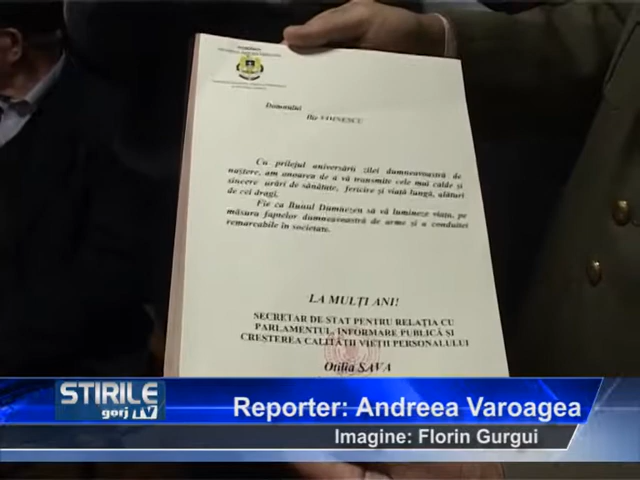 ROMÂNIA
Domnului
Ilie
Cu prilejul aniversării zilei dumneavoastră de
naștere, am onoarea de a vă transmite cele mai calde și
sincere urări de sănătate, fericire și viață lungă, alături
de cei dragi.
Fie ca Bunul Dumnezeu să vă lumineze viața, pe
măsura faptelor dumneavoastră de arme și a conduitei
remarcabile în societate.
LA MULȚI ANI!
SECRETAR DE STAT PENTRU RELAȚIA CU
PARLAMENTUL, INFORMARE PUBLICĂ ȘI
CREȘTEREA CALITĂȚII VIEȚII PERSONALULUI
Otilia SAVA
STIRILE
gorj TV
Reporter: Andreea Varoagea
Imagine: Florin Gurgui